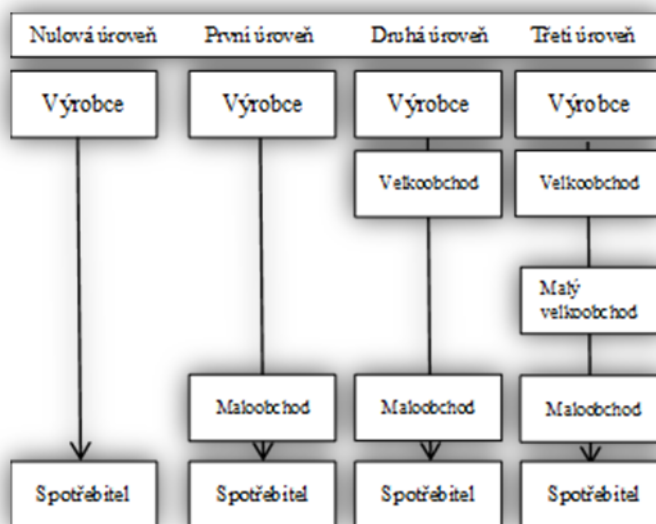 Nulová úroveň První úroveň Druhá úroveň Třetí úroveň
Výrobce Výrobce Výrobce Výrobce
Velkoobchod Velkoobchod
Malý
velkoobchod
Maloobchod Maloobchod Maloobchod
Spotřebitel Spotřebitel Spotřebitel Spotřebitel